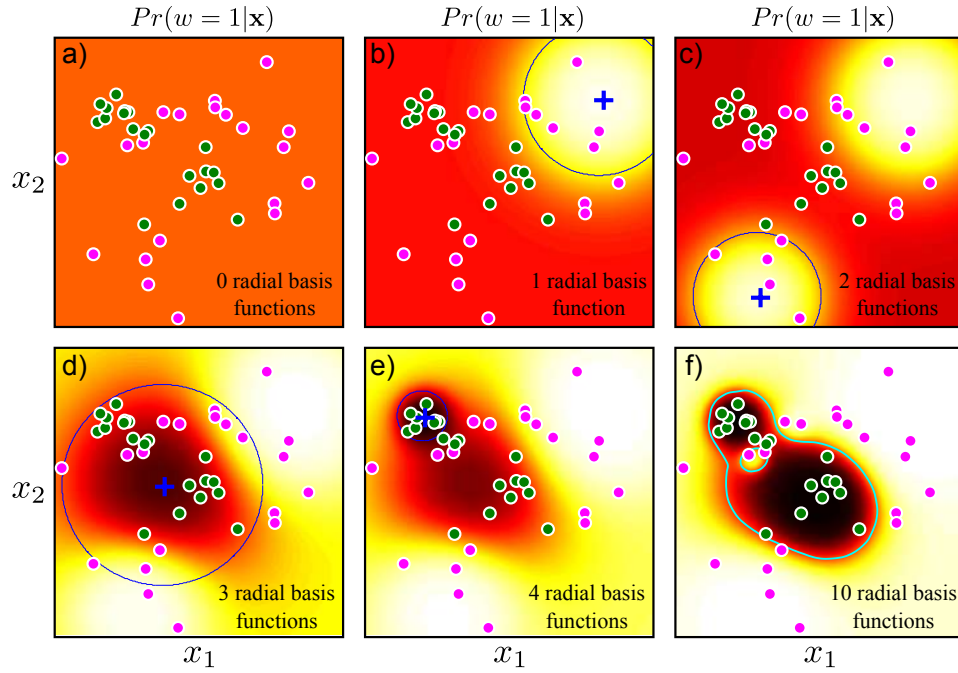 Pr(w = 1|x)
Pr(w = 1|x)
Pr(w = 1|x)
a)
b)
c)
x₂
0 radial basis
functions
1 radial basis
function
2 radial basis
functions
d)
e)
f)
x₂
3 radial basis
functions
4 radial basis
functions
10 radial basis
functions
x₁
x₁